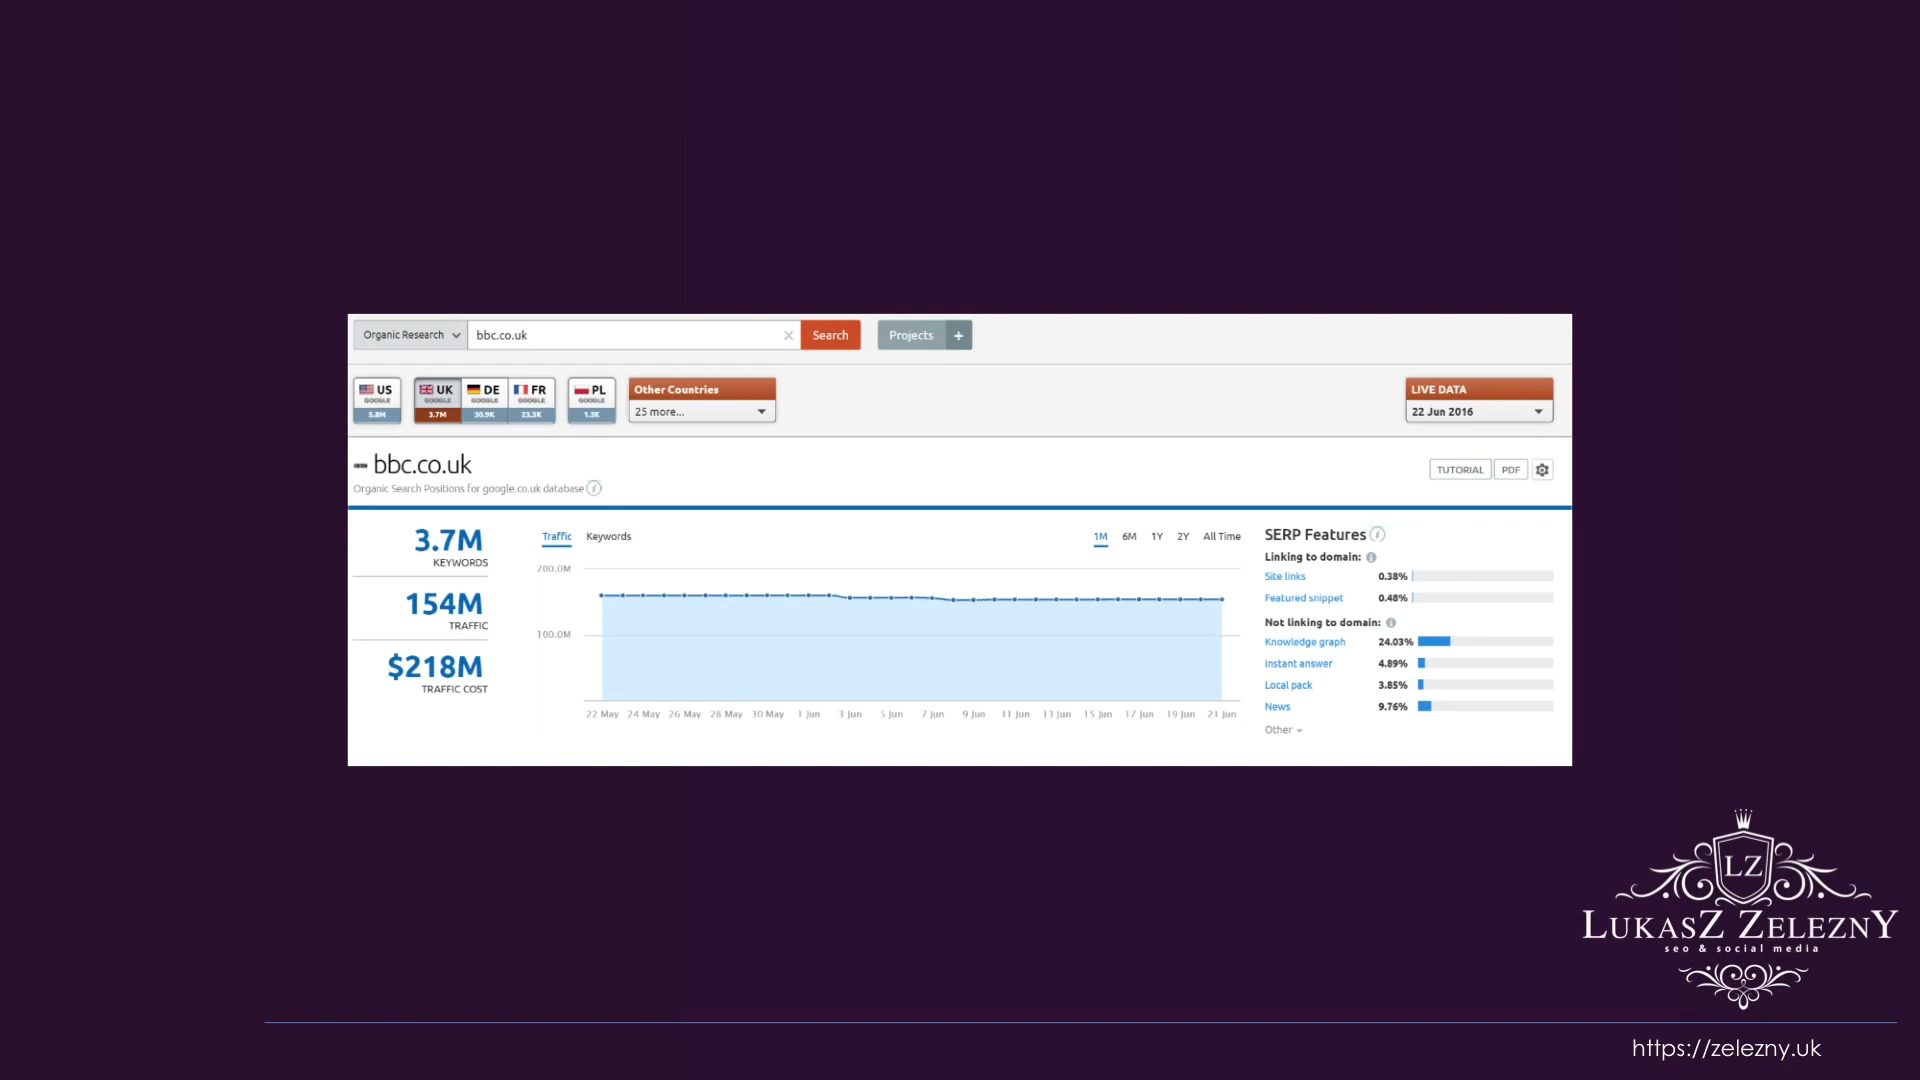 Organic Research bbc.co.uk × Search Projects +
US UK DE FR PL Other Countries LIVE DATA
GOOGLE GOOGLE GOOGLE GOOGLE GOOGLE
5.8M 3.7M 30.9K 23.3K 1.3K 25 more... 22 Jun 2016
bbc.co.uk
TUTORIAL PDF
Organic Search Positions for google.co.uk database i
3.7M
KEYWORDS
154M
TRAFFIC
$218M
TRAFFIC COST
Traffic Keywords 1M 6M 1Y 2Y All Time
200.0M
100.0M
22 May 24 May 26 May 28 May 30 May 1 Jun 3 Jun 5 Jun 7 Jun 9 Jun 11 Jun 13 Jun 15 Jun 17 Jun 19 Jun 21 Jun
SERP Features i
Linking to domain: i
Site links 0.38%
Featured snippet 0.48%
Not linking to domain: i
Knowledge graph 24.03%
Instant answer 4.89%
Local pack 3.85%
News 9.76%
Other
LZ
LUKASZ ZELEZNY
seo & social media
https://zelezny.uk